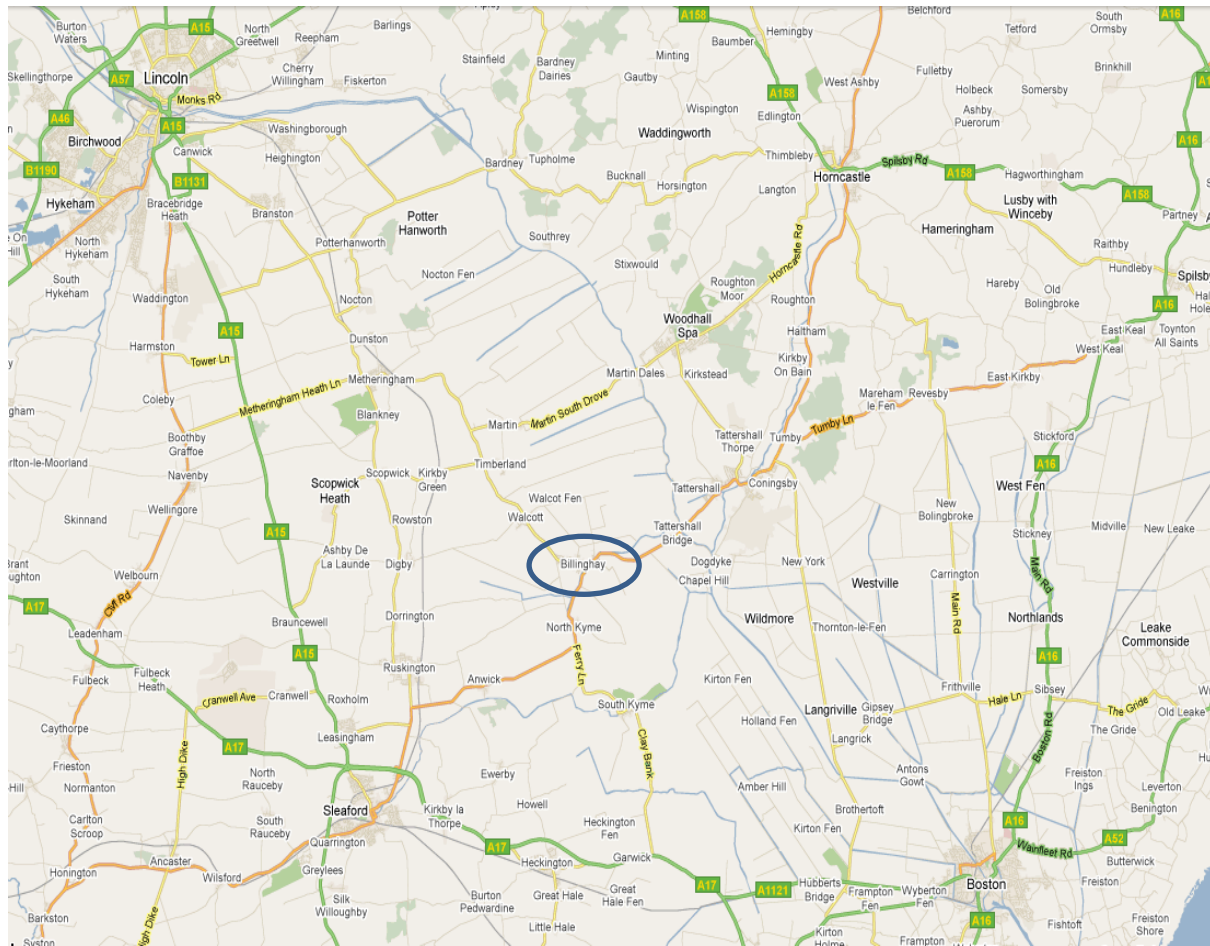 A158
A16
Belchford
South
Ormsby
Burton
Waters
A15
North
Greetwell
Reepham
Barlings
Hemingby
Baumber
Tetford
Stainfield
Bardney
Dairies
Minting
Gautby
Fulletby
Brinkhill
Skellingthorpe
A57
Lincoln
Cherry
Willingham
Fiskerton
West Ashby
Holbeck
Somersby
Monks Rd
Wispington
A158
Edlington
Ashby
Puerorum
A46
A15
Washingborough
Waddingworth
A16
Birchwood
Canwick
Heighington
Bardney
Tupholme
Thimbleby
Spilsby Rd
B1190
B1131
Bucknall
Horsington
Langton
Horncastle
A158
Hagworthingham
A158
Hykeham
Bracebridge
Heath
Branston
Potter
Hanworth
Lusby with
Winceby
Partney
North
Hykeham
Potterhanworth
Southrey
Horncastle Rd
Hameringham
Raithby
Hundleby
South
Hykeham
Nocton Fen
Stixwould
Roughton
Moor
Roughton
Hareby
Old
Bolingbroke
Spilsby
Waddington
Nocton
A16
A15
Woodhall
Spa
Haltham
East Keal
Toynton
All Saints
Harmston
Dunston
Kirby
On Bain
West Keal
Tower Ln
Martin Dales
Kirkstead
East Kirkby
Metheringham
Metheringham Heath Ln
Mareham
le Fen
Revesby
Coleby
Blankney
Martin South Drove
Martin
Tumby Ln
Boothby
Graffoe
Tattershall
Thorpe
Tumby
Stickford
Timberland
A16
Navenby
Scopwick
Kirkby
Green
Scopwick
Heath
Tattershall
Coningsby
West Fen
Walcot Fen
New
Bolingbroke
Wellingore
Skinnand
Rowston
Walcott
Tattershall
Bridge
Midville
New Leake
A15
Stickney
Ashby De
La Launde
Digby
Billinghay
Dogdyke
New York
Welbourn
Chapel Hill
Westville
Carrington
Main Rd
A17
Cliff Rd
Main Rd
Northlands
Brauncewell
Dorrington
North Kyme
Wildmore
Thornton-le-Fen
Leake
Commonside
Leadenham
A15
A16
Ferry Ln
Fulbeck
Fulbeck
Heath
Ruskington
Anwick
Kirton Fen
Frithville
Sibsey
Cranwell Ave
Cranwell
Roxholm
Hale Ln
The Gride
Old Leake
South Kyme
Langriville
Gipsey
Bridge
Holland Fen
Caythorpe
Leasingham
Clay Bank
Langrick
Boston Rd
The Gride
A17
High Dike
Frieston
North
Rauceby
Ewerby
Antons
Gowt
Freiston
Ings
Normanton
Amber Hill
Leverton
Sleaford
Kirkby la
Thorpe
Howell
Brothertoft
Benington
Carlton
Scroop
South
Rauceby
Heckington
Fen
Kirton Fen
A16
A52
Quarrington
A17
Wainfleet Rd
Ancaster
Heckington
Garwick
Butterwick
Honington
Wilsford
Greylees
A17
A1121
Hubberts
Bridge
Boston
Freiston
Silk
Willoughby
Burton
Pedwardine
Great Hale
Great
Hale Fen
Frampton
Fen
Wyberton
Fen
Barkston
High Dike
Little Hale
A16
Fishtoft
Freiston
Shore
Kirton
Holme
Frampton